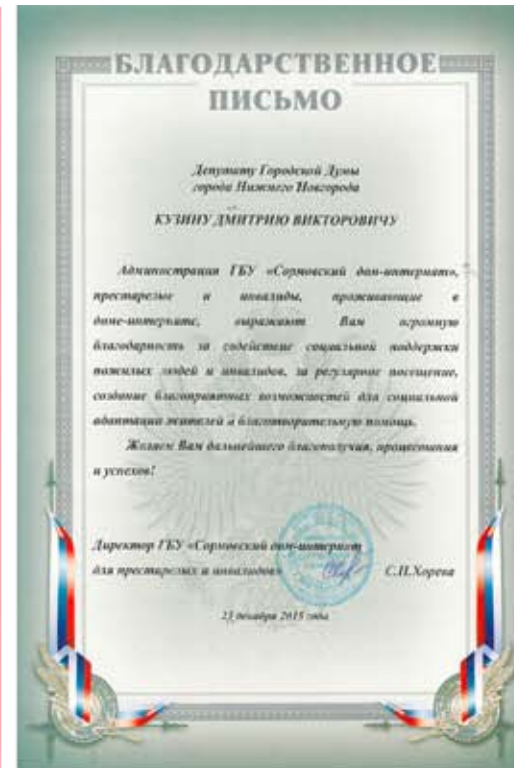 БЛАГОДАРСТВЕННОЕ
ПИСЬМО
Депутату Городской Думы
города Нижнего Новгорода
КУЗИНУ ДМИТРИЮ ВИКТОРОВИЧУ
Администрация ГБУ «Сормовский дом-интернат»,
престарелые и инвалиды, проживающие в
доме-интернате, выражают Вам огромную
благодарность за содействие социальной поддержки
пожилых людей и инвалидов, за регулярное посещение,
создание благоприятных возможностей для социальной
адаптации жителей и благотворительную помощь.
Желаем Вам дальнейшего благополучия, процветания
и успехов!
Директор ГБУ «Сормовский дом-интернат
для престарелых и инвалидов» С.П.Хорева
23 декабря 2015 года